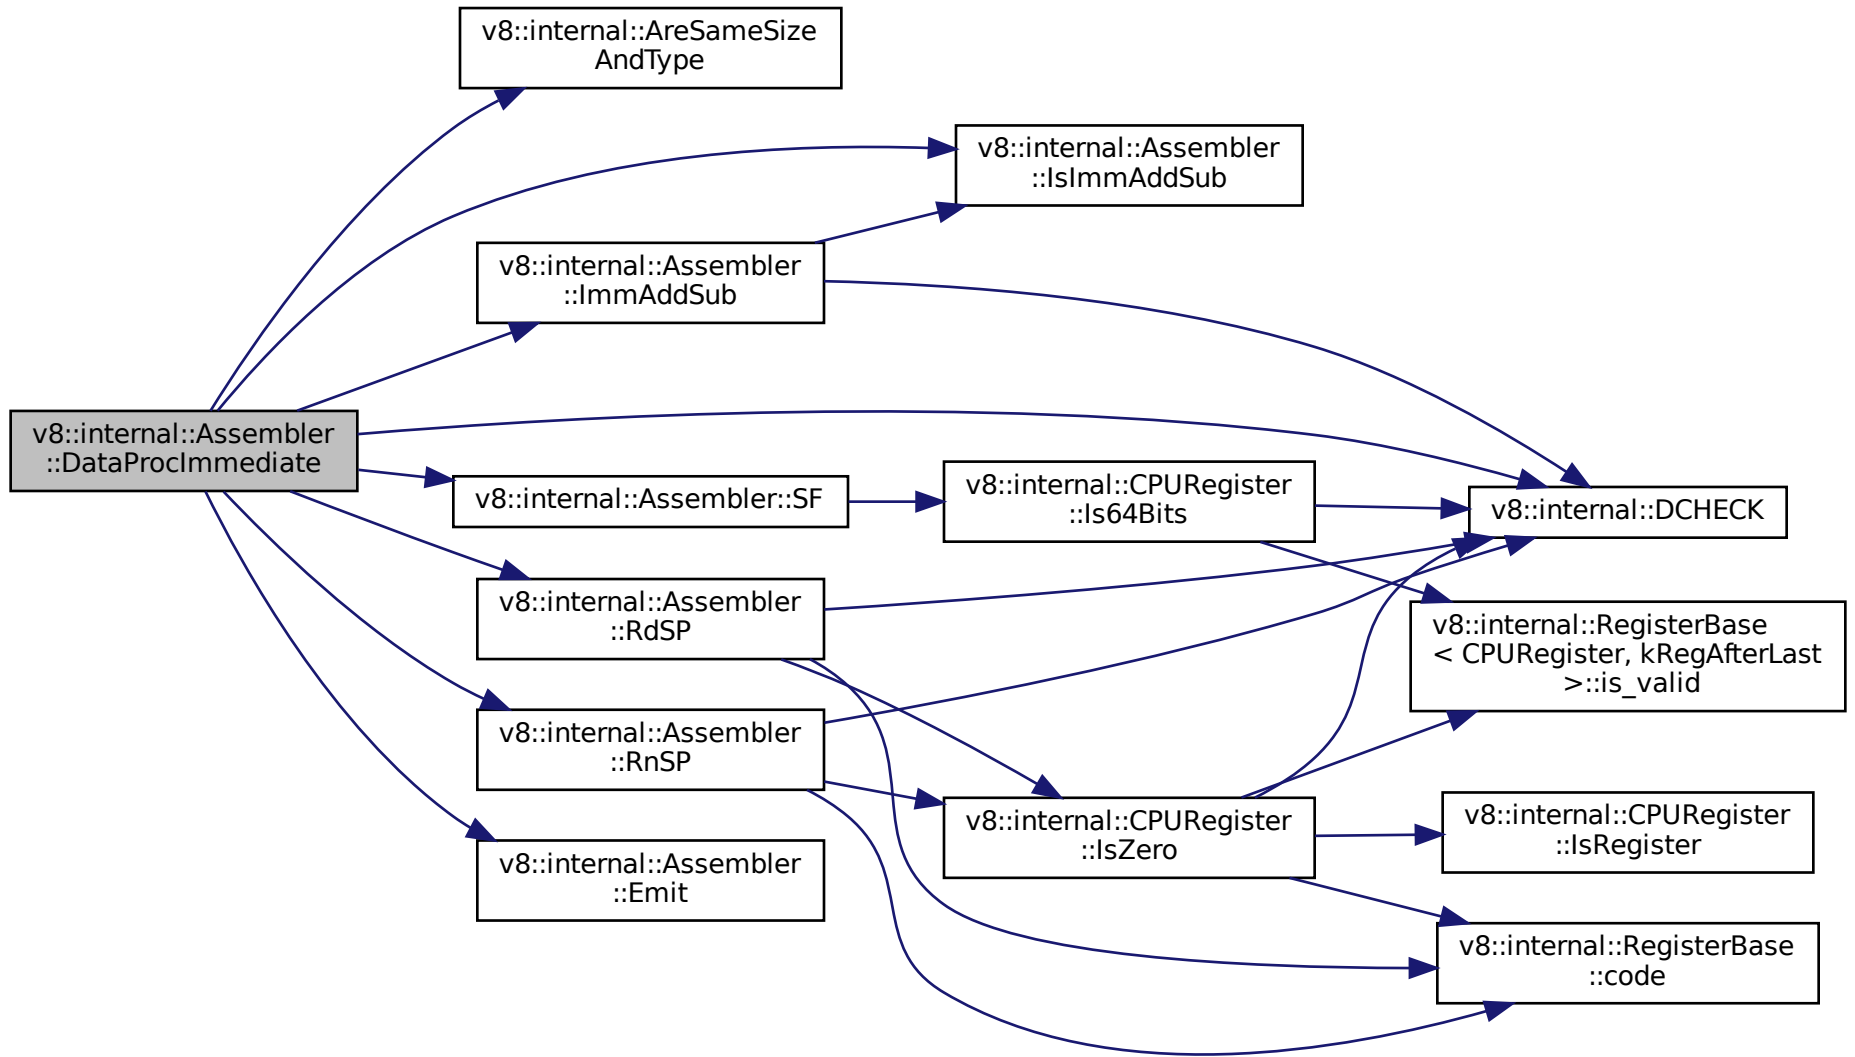 v8::internal::AreSameSize
AndType
v8::internal::Assembler
::IsImmAddSub
v8::internal::Assembler
::ImmAddSub
v8::internal::Assembler
::DataProcImmediate
v8::internal::Assembler::SF
v8::internal::CPURegister
::Is64Bits
v8::internal::DCHECK
v8::internal::Assembler
::RdSP
v8::internal::RegisterBase
< CPURegister, kRegAfterLast
>::is_valid
v8::internal::Assembler
::RnSP
v8::internal::CPURegister
::IsZero
v8::internal::CPURegister
::IsRegister
v8::internal::Assembler
::Emit
v8::internal::RegisterBase
::code